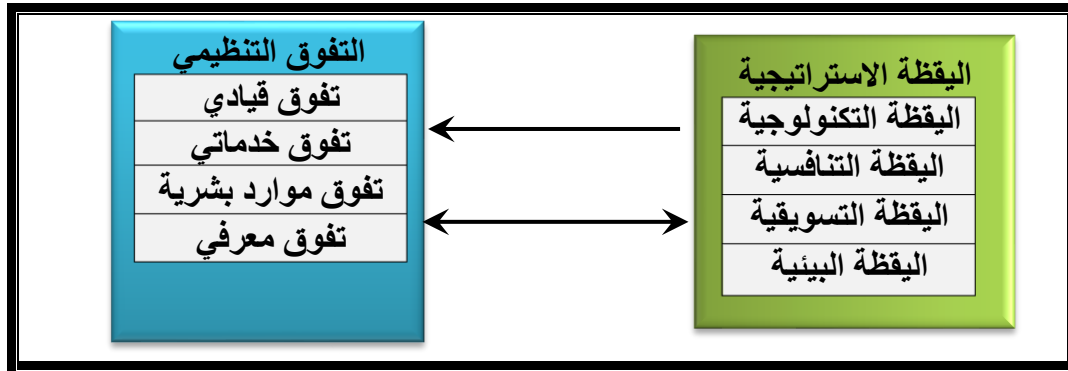 اليقظة الاستراتيجية
اليقظة التكنولوجية
اليقظة التنافسية
اليقظة التسويقية
اليقظة البيئية
التفوق التنظيمي
تفوق قيادي
تفوق خدماتي
تفوق موارد بشرية
تفوق معرفي